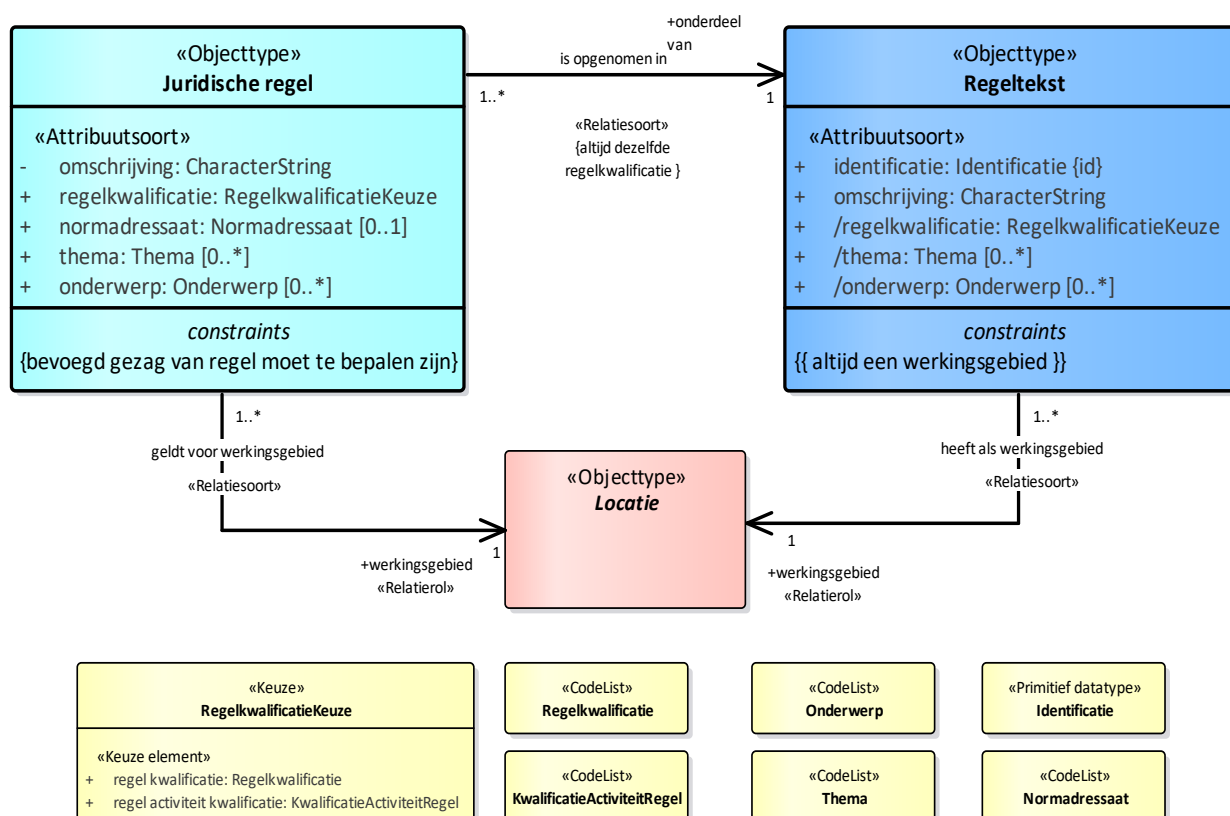 «Objecttype»
Juridische regel
«Attribuutsoort»
- omschrijving: CharacterString
+ regelkwalificatie: RegelkwalificatieKeuze
+ normadressaat: Normadressaat [0..1]
+ thema: Thema [0..*]
+ onderwerp: Onderwerp [0..*]
constraints
{bevoegd gezag van regel moet te bepalen zijn}
+onderdeel
van
is opgenomen in
1..*
1
«Relatiesoort»
{altijd dezelfde
regelkwalificatie }
«Objecttype»
Regeltekst
«Attribuutsoort»
+ identificatie: Identificatie {id}
+ omschrijving: CharacterString
+ /regelkwalificatie: RegelkwalificatieKeuze
+ /thema: Thema [0..*]
+ /onderwerp: Onderwerp [0..*]
constraints
{{ altijd een werkingsgebied }}
1..*
geldt voor werkingsgebied
«Relatiesoort»
1
+werkingsgebied
«Relatierol»
«Objecttype»
Locatie
1..*
heeft als werkingsgebied
«Relatiesoort»
1
+werkingsgebied
«Relatierol»
«Keuze»
RegelkwalificatieKeuze
«Keuze element»
+ regel kwalificatie: Regelkwalificatie
+ regel activiteit kwalificatie: KwalificatieActiviteitRegel
«CodeList»
Regelkwalificatie
«CodeList»
Onderwerp
«Primitief datatype»
Identificatie
«CodeList»
KwalificatieActiviteitRegel
«CodeList»
Thema
«CodeList»
Normadressaat